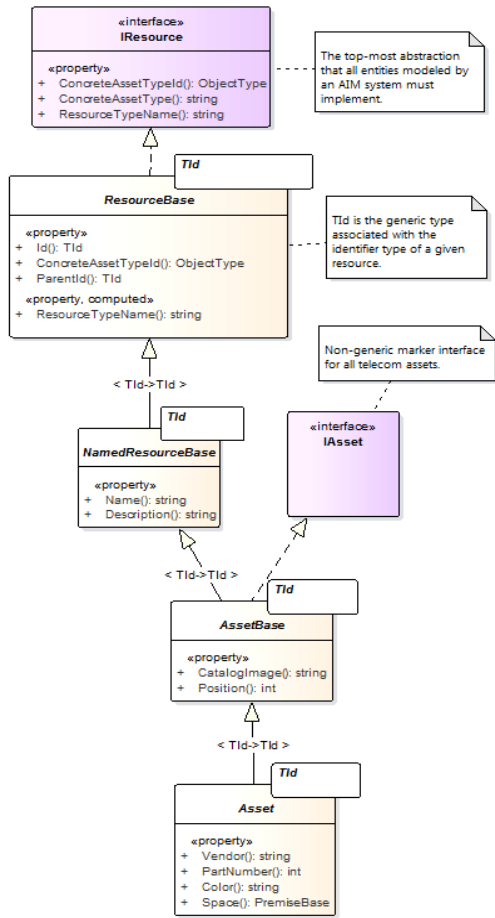 «interface»
IResource
«property»
+ ConcreteAssetTypeId(): ObjectType
+ ConcreteAssetType(): string
+ ResourceTypeName(): string
The top-most abstraction
that all entities modeled by
an AIM system must
implement.
TId
ResourceBase
«property»
+ Id(): TId
+ ConcreteAssetTypeId(): ObjectType
+ ParentId(): TId
«property, computed»
+ ResourceTypeName(): string
TId is the generic type
associated with the
identifier type of a given
resource.
Non-generic marker interface
for all telecom assets.
< TId->TId >
TId
NamedResourceBase
«property»
+ Name(): string
+ Description(): string
«interface»
IAsset
< TId->TId >
TId
AssetBase
«property»
+ CatalogImage(): string
+ Position(): int
< TId->TId >
TId
Asset
«property»
+ Vendor(): string
+ PartNumber(): int
+ Color(): string
+ Space(): PremiseBase